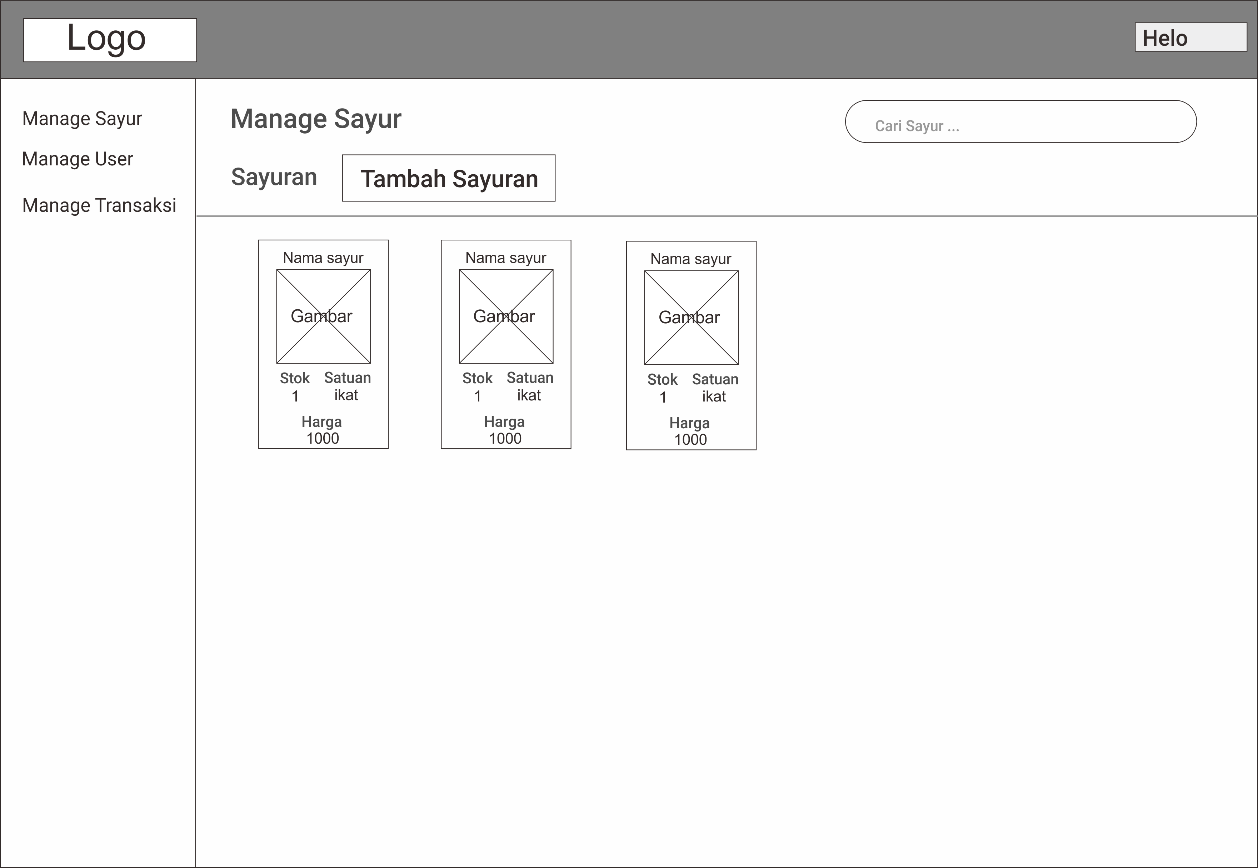 Logo
Helo
Manage Sayur
Manage User
Manage Transaksi
Manage Sayur
Cari Sayur ...
Sayuran
Tambah Sayuran
Nama sayur
Gambar
Stok Satuan
1 ikat
Harga
1000
Nama sayur
Gambar
Stok Satuan
1 ikat
Harga
1000
Nama sayur
Gambar
Stok Satuan
1 ikat
Harga
1000